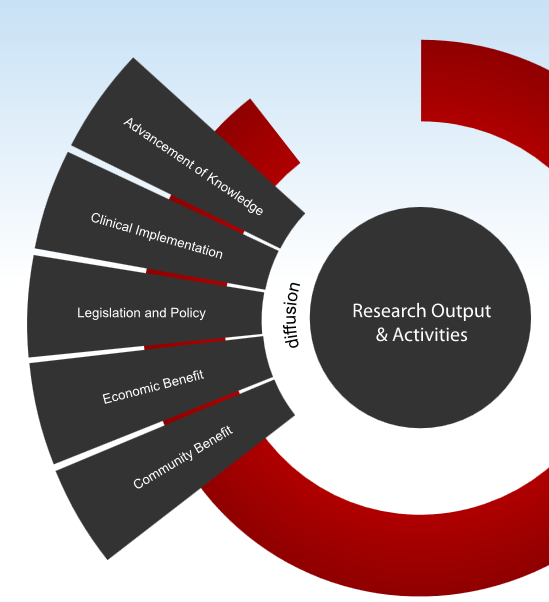 Advancement of Knowledge
Clinical Implementation
Legislation and Policy
Economic Benefit
Community Benefit
diffusion
Research Output
& Activities